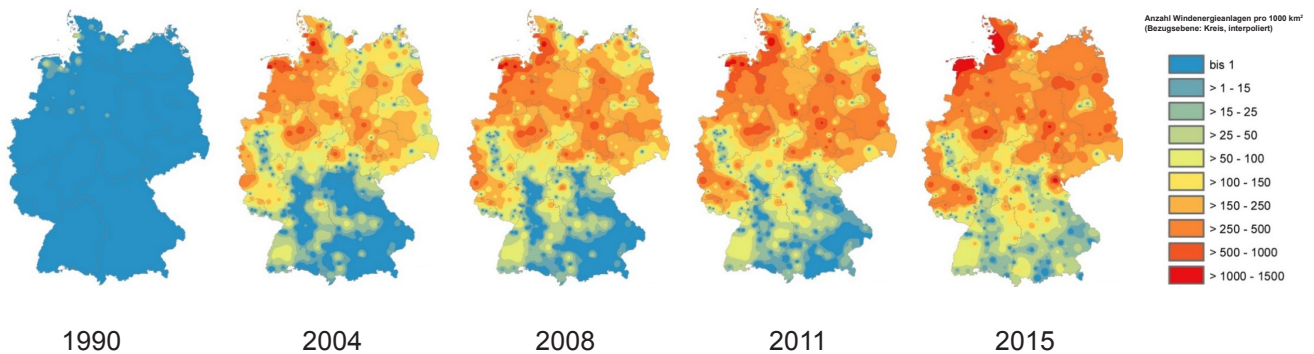 Anzahl Windenergieanlagen pro 1000 km²
(Bezugsebene: Kreis, interpoliert)
bis 1
> 1 - 15
> 15 - 25
> 25 - 50
> 50 - 100
> 100 - 150
> 150 - 250
> 250 - 500
> 500 - 1000
> 1000 - 1500
1990
2004
2008
2011
2015